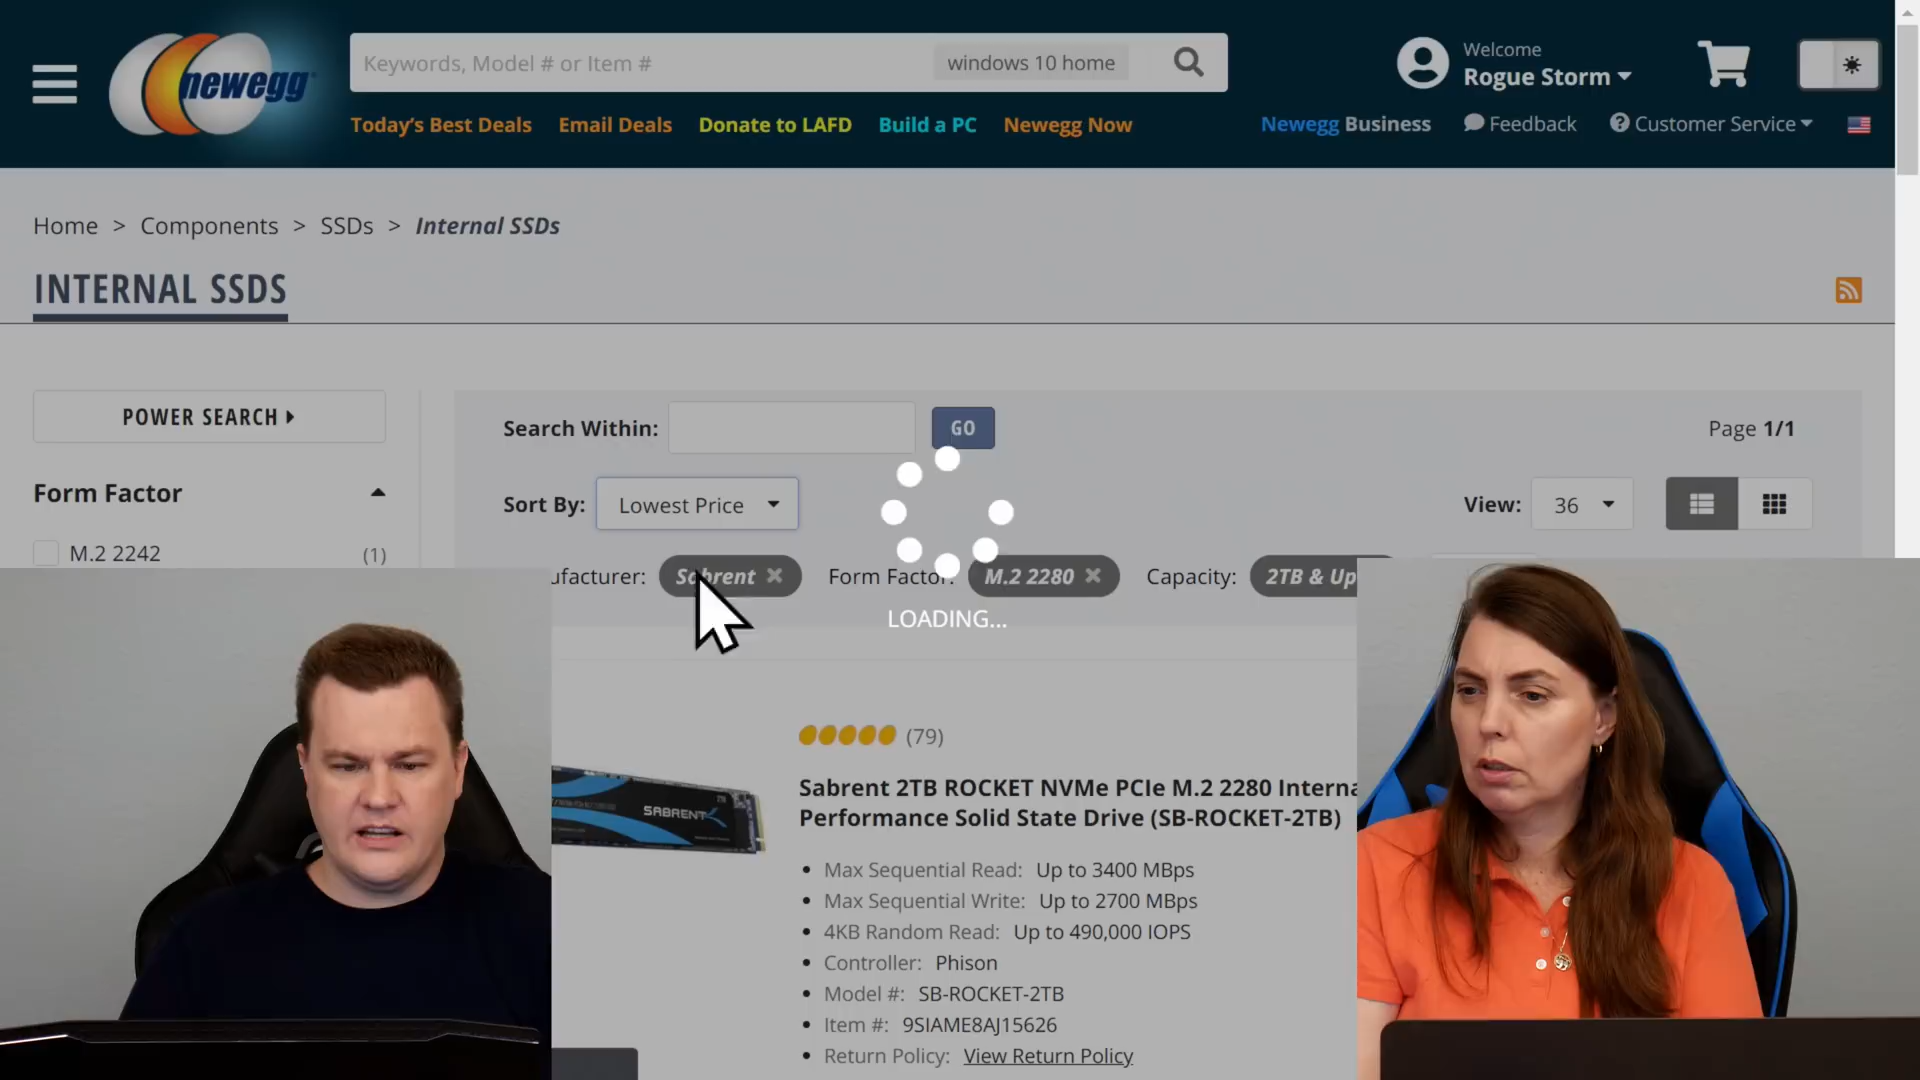 newegg
Keywords, Model # or Item #
windows 10 home
Welcome
Rogue Storm
Today's Best Deals
Email Deals
Donate to LAFD
Build a PC
Newegg Now
Newegg Business
Feedback
Customer Service
Home > Components > SSDs > Internal SSDs
INTERNAL SSDS
POWER SEARCH
Search Within:
GO
Page 1/1
Form Factor
Sort By:
Lowest Price
View:
36
M.2 2242
(1)
ufacturer:
Sabrent
Form Factor:
M.2 2280
Capacity:
2TB & Up
LOADING...
(79)
SABRENT
Sabrent 2TB ROCKET NVMe PCIe M.2 2280 Interna
Performance Solid State Drive (SB-ROCKET-2TB)
Max Sequential Read: Up to 3400 MBps
Max Sequential Write: Up to 2700 MBps
4KB Random Read: Up to 490,000 IOPS
Controller: Phison
Model #: SB-ROCKET-2TB
Item #: 9SIAME8AJ15626
Return Policy: View Return Policy